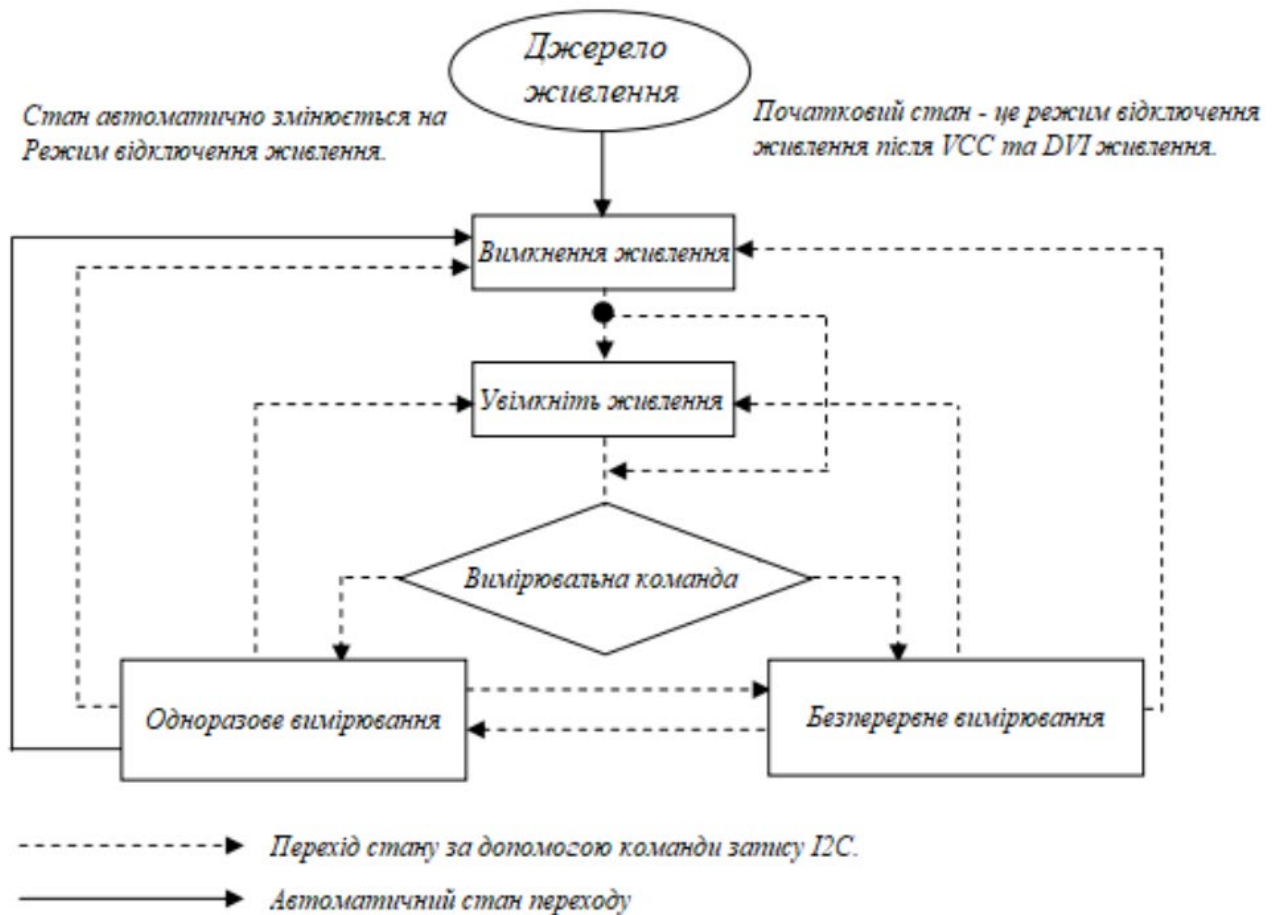 Джерело
живлення
Стан автоматично змінюється на
Режим відключення живлення.
Початковий стан - це режим відключення
живлення після VCC та DVI живлення.
Вимкнення живлення
Увімкніть живлення
Вимірювальна команда
Одноразове вимірювання
Безперервне вимірювання
Перехід стану за допомогою команди запису I2C.
Автоматичний стан переходу